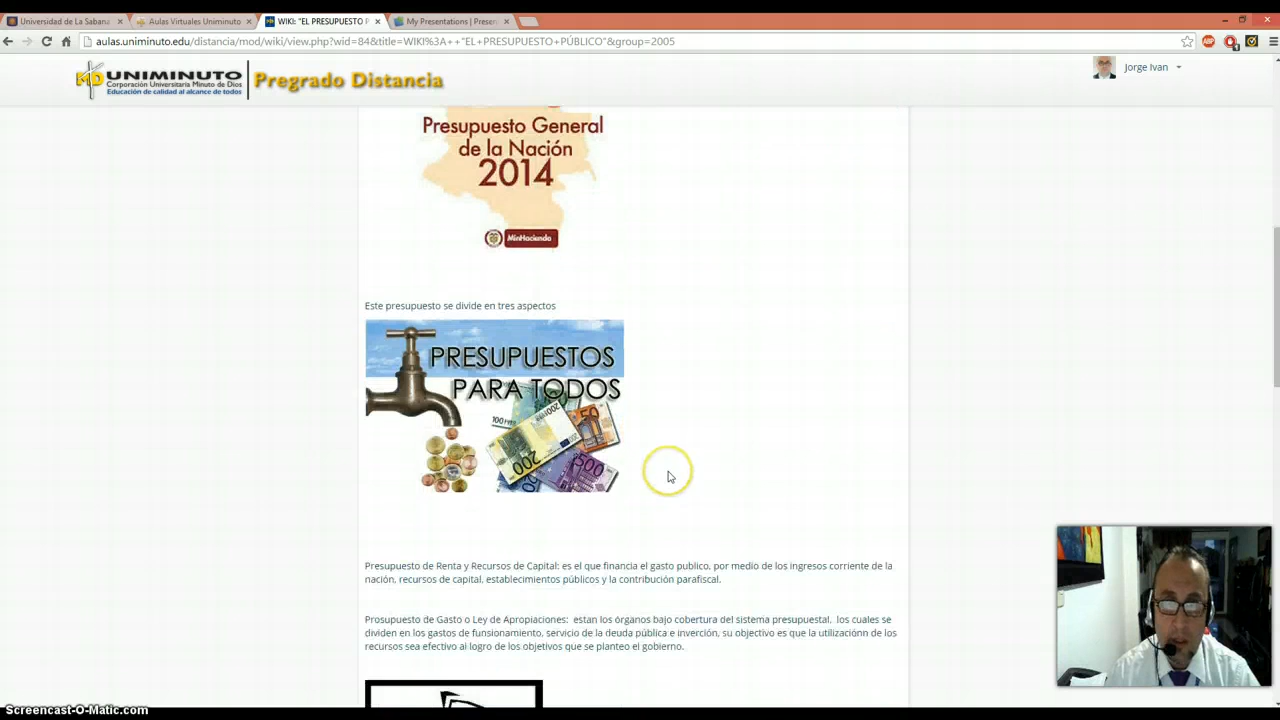 Universidad de La Sabana
Aulas Virtuales Uniminuto
WIKI: "EL PRESUPUESTO P
My Presentations | Presen
aulas.uniminuto.edu/distancia/mod/wiki/view.php?wid=84&title=WIKI%3A++"EL+PRESUPUESTO+PÚBLICO"&group=2005
UNIMINUTO
Corporación Universitaria Minuto de Dios
Educación de calidad al alcance de todos
Pregrado Distancia
Jorge Ivan
Presupuesto General
de la Nación
2014
MinHacienda
Este presupuesto se divide en tres aspectos
PRESUPUESTOS
PARA TODOS
100
200
50
200
500
20
Presupuesto de Renta y Recursos de Capital: es el que financia el gasto publico, por medio de los ingresos corriente de la
nación, recursos de capital, establecimientos públicos y la contribución parafiscal.
Prosupuesto de Gasto o Ley de Apropiaciones: estan los órganos bajo cobertura del sistema presupuestal. los cuales se
dividen en los gastos de funsionamiento, servicio de la deuda pública e inverción, su objectivo es que la utilizaciónn de los
recursos sea efectivo al logro de los objetivos que se planteo el gobierno.
Screencast-O-Matic.com